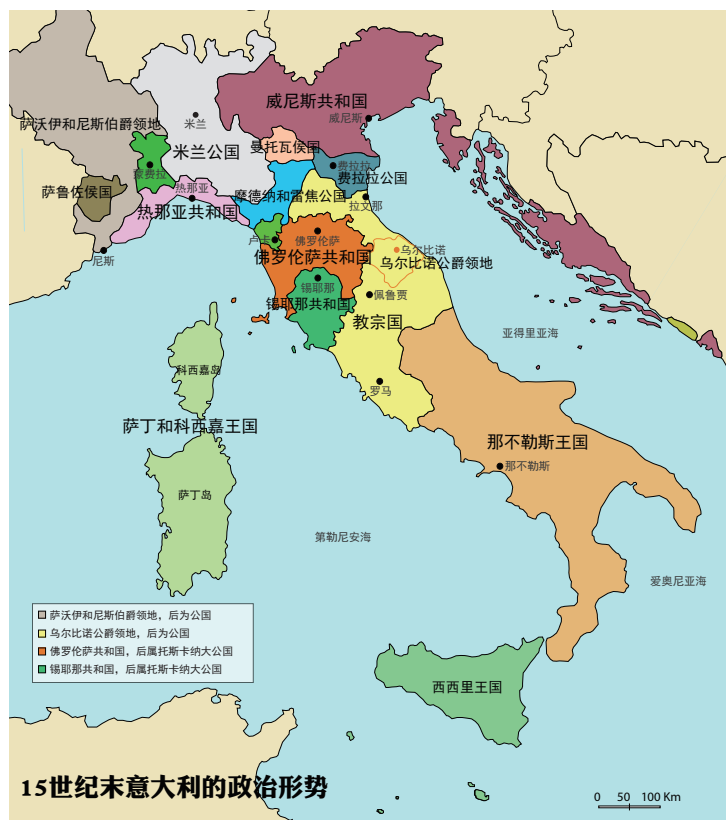 威尼斯共和国
威尼斯
米兰
萨沃伊和尼斯伯爵领地
米兰公国
曼托瓦侯国
蒙费拉
费拉拉
费拉拉公国
萨鲁佐侯国
热那亚
摩德纳和雷焦公国
拉文那
热那亚共和国
卢卡
佛罗伦萨
乌尔比诺
尼斯
佛罗伦萨共和国
乌尔比诺公爵领地
锡耶那
锡耶那共和国
佩鲁贾
教宗国
亚得里亚海
科西嘉岛
罗马
萨丁和科西嘉王国
那不勒斯王国
那不勒斯
萨丁岛
第勒尼安海
爱奥尼亚海
萨沃伊和尼斯伯爵领地，后为公国
乌尔比诺公爵领地，后为公国
佛罗伦萨共和国，后属托斯卡纳大公国
锡耶那共和国，后属托斯卡纳大公国
西西里王国
15世纪末意大利的政治形势
0 50 100 Km